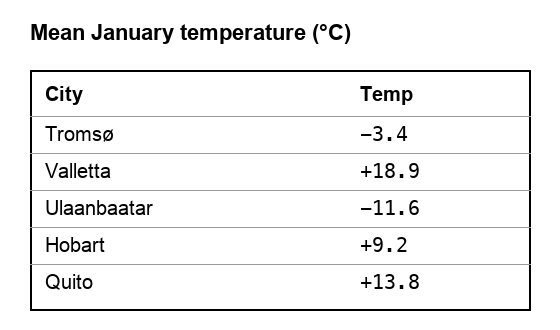 Mean January temperature (°C)
City Temp
Tromsø −3.4
Valletta +18.9
Ulaanbaatar −11.6
Hobart +9.2
Quito +13.8